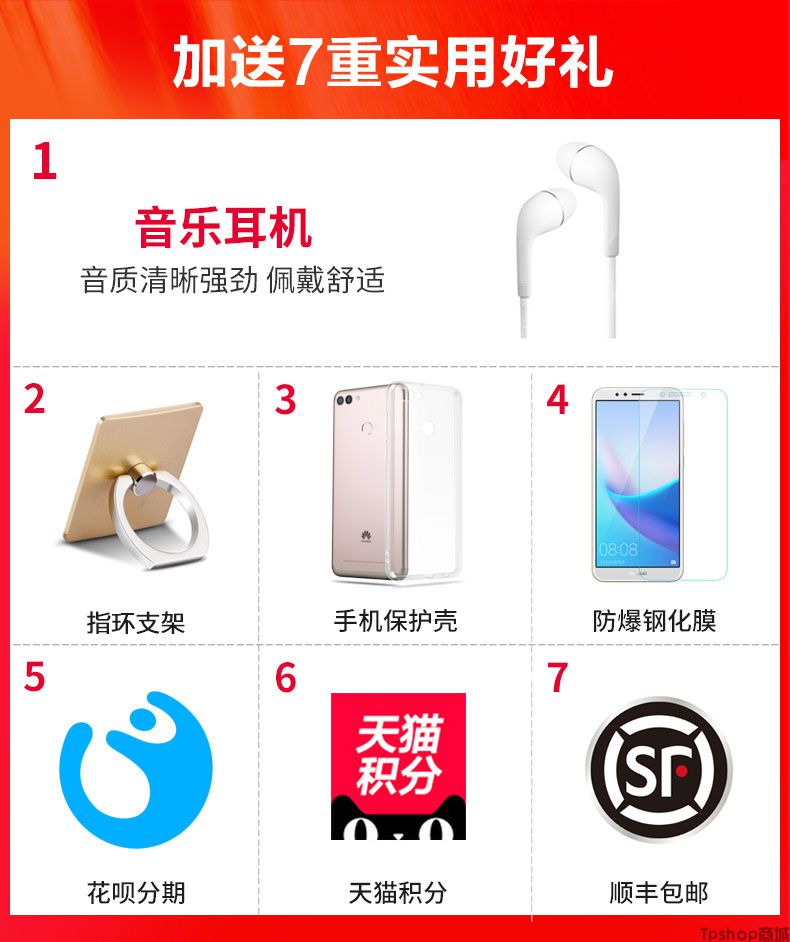 加送7重实用好礼
1
音乐耳机
音质清晰强劲 佩戴舒适
2
指环支架
3
手机保护壳
4
08:08
防爆钢化膜
5
花呗分期
6
天猫
积分
天猫积分
7
SF
顺丰包邮
Tpshop商城